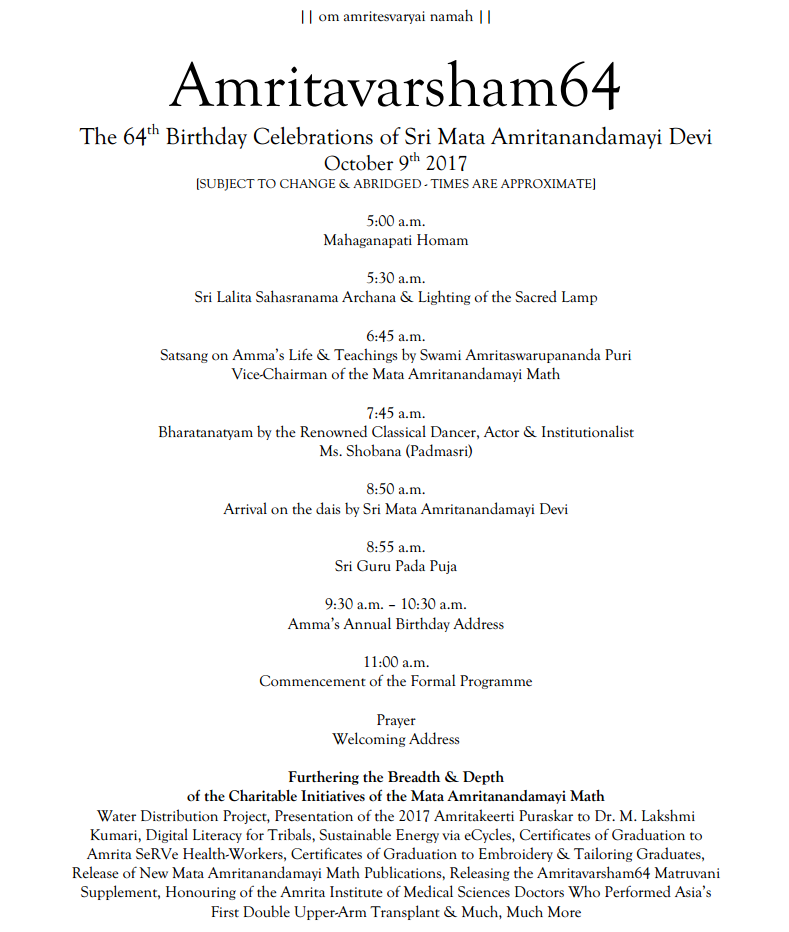 || om amritesvaryai namah ||
Amritavarsham64
The 64th Birthday Celebrations of Sri Mata Amritanandamayi Devi
October 9th 2017
[SUBJECT TO CHANGE & ABRIDGED - TIMES ARE APPROXIMATE]
5:00 a.m.
Mahaganapati Homam
5:30 a.m.
Sri Lalita Sahasranama Archana & Lighting of the Sacred Lamp
6:45 a.m.
Satsang on Amma's Life & Teachings by Swami Amritaswarupananda Puri
Vice-Chairman of the Mata Amritanandamayi Math
7:45 a.m.
Bharatanatyam by the Renowned Classical Dancer, Actor & Institutionalist
Ms. Shobana (Padmasri)
8:50 a.m.
Arrival on the dais by Sri Mata Amritanandamayi Devi
8:55 a.m.
Sri Guru Pada Puja
9:30 a.m. – 10:30 a.m.
Amma's Annual Birthday Address
11:00 a.m.
Commencement of the Formal Programme
Prayer
Welcoming Address
Furthering the Breadth & Depth
of the Charitable Initiatives of the Mata Amritanandamayi Math
Water Distribution Project, Presentation of the 2017 Amritakeerti Puraskar to Dr. M. Lakshmi
Kumari, Digital Literacy for Tribals, Sustainable Energy via eCycles, Certificates of Graduation to
Amrita SeRVe Health-Workers, Certificates of Graduation to Embroidery & Tailoring Graduates,
Release of New Mata Amritanandamayi Math Publications, Releasing the Amritavarsham64 Matruvani
Supplement, Honouring of the Amrita Institute of Medical Sciences Doctors Who Performed Asia's
First Double Upper-Arm Transplant & Much, Much More